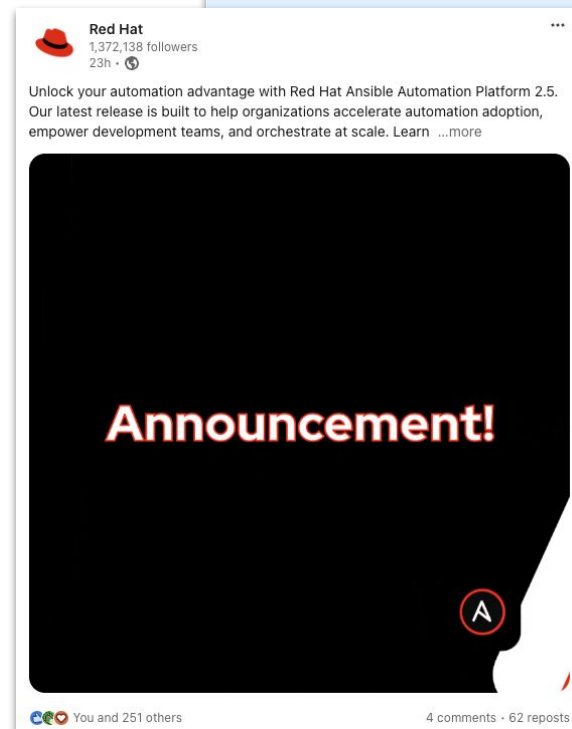 Red Hat
1,372,138 followers
23h •
Unlock your automation advantage with Red Hat Ansible Automation Platform 2.5.
Our latest release is built to help organizations accelerate automation adoption,
empower development teams, and orchestrate at scale. Learn ...more
Announcement!
You and 251 others
4 comments • 62 reposts